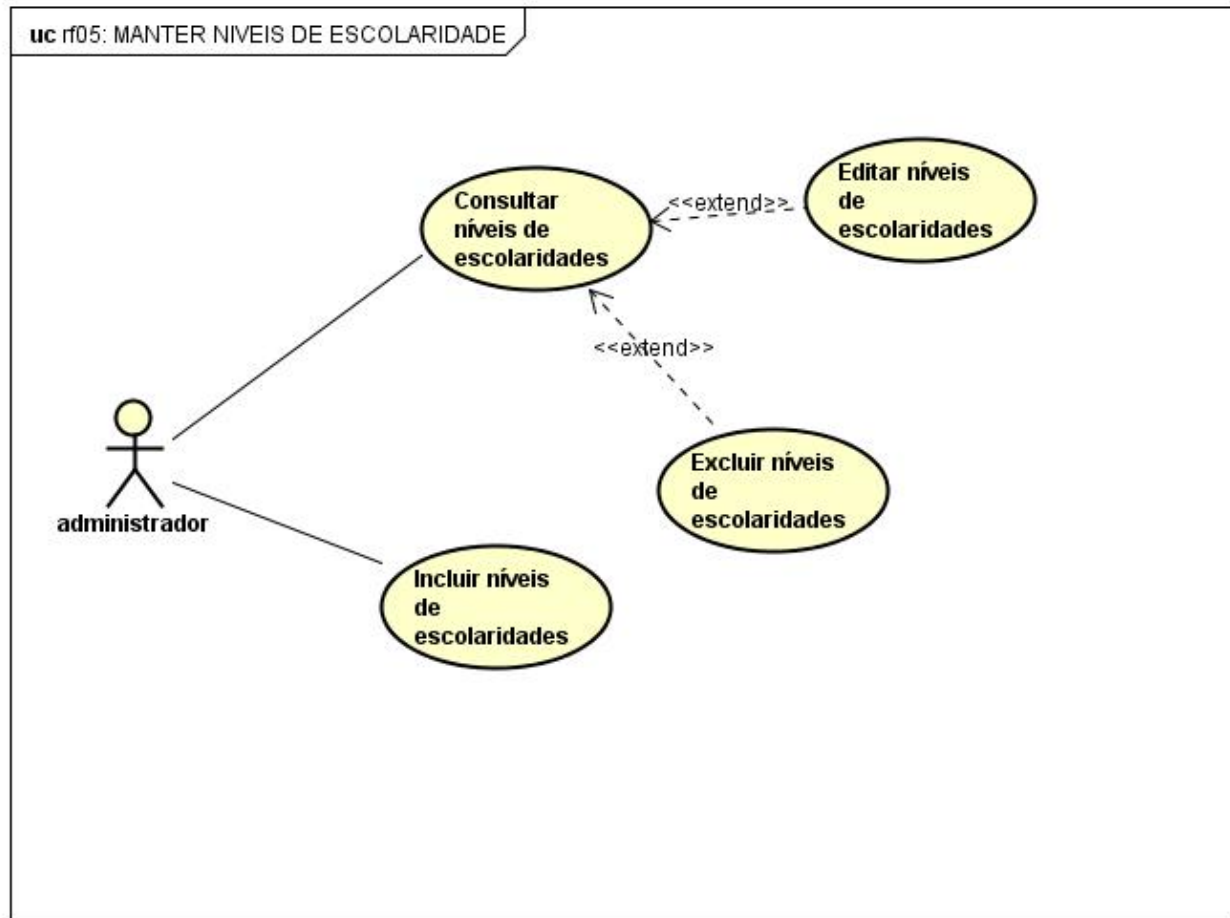 uc rf05: MANTER NIVEIS DE ESCOLARIDADE
Consultar
níveis de
escolaridades
<<extend>>
Editar níveis
de
escolaridades
<<extend>>
Excluir níveis
de
escolaridades
administrador
Incluir níveis
de
escolaridades